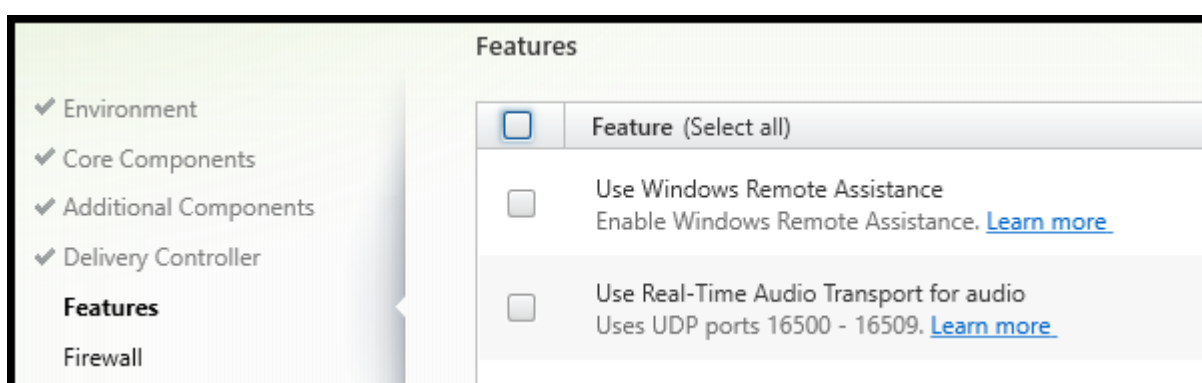 Features
Environment
Core Components
Additional Components
Delivery Controller
Features
Firewall
Feature (Select all)
Use Windows Remote Assistance
Enable Windows Remote Assistance. Learn more
Use Real-Time Audio Transport for audio
Uses UDP ports 16500 - 16509. Learn more